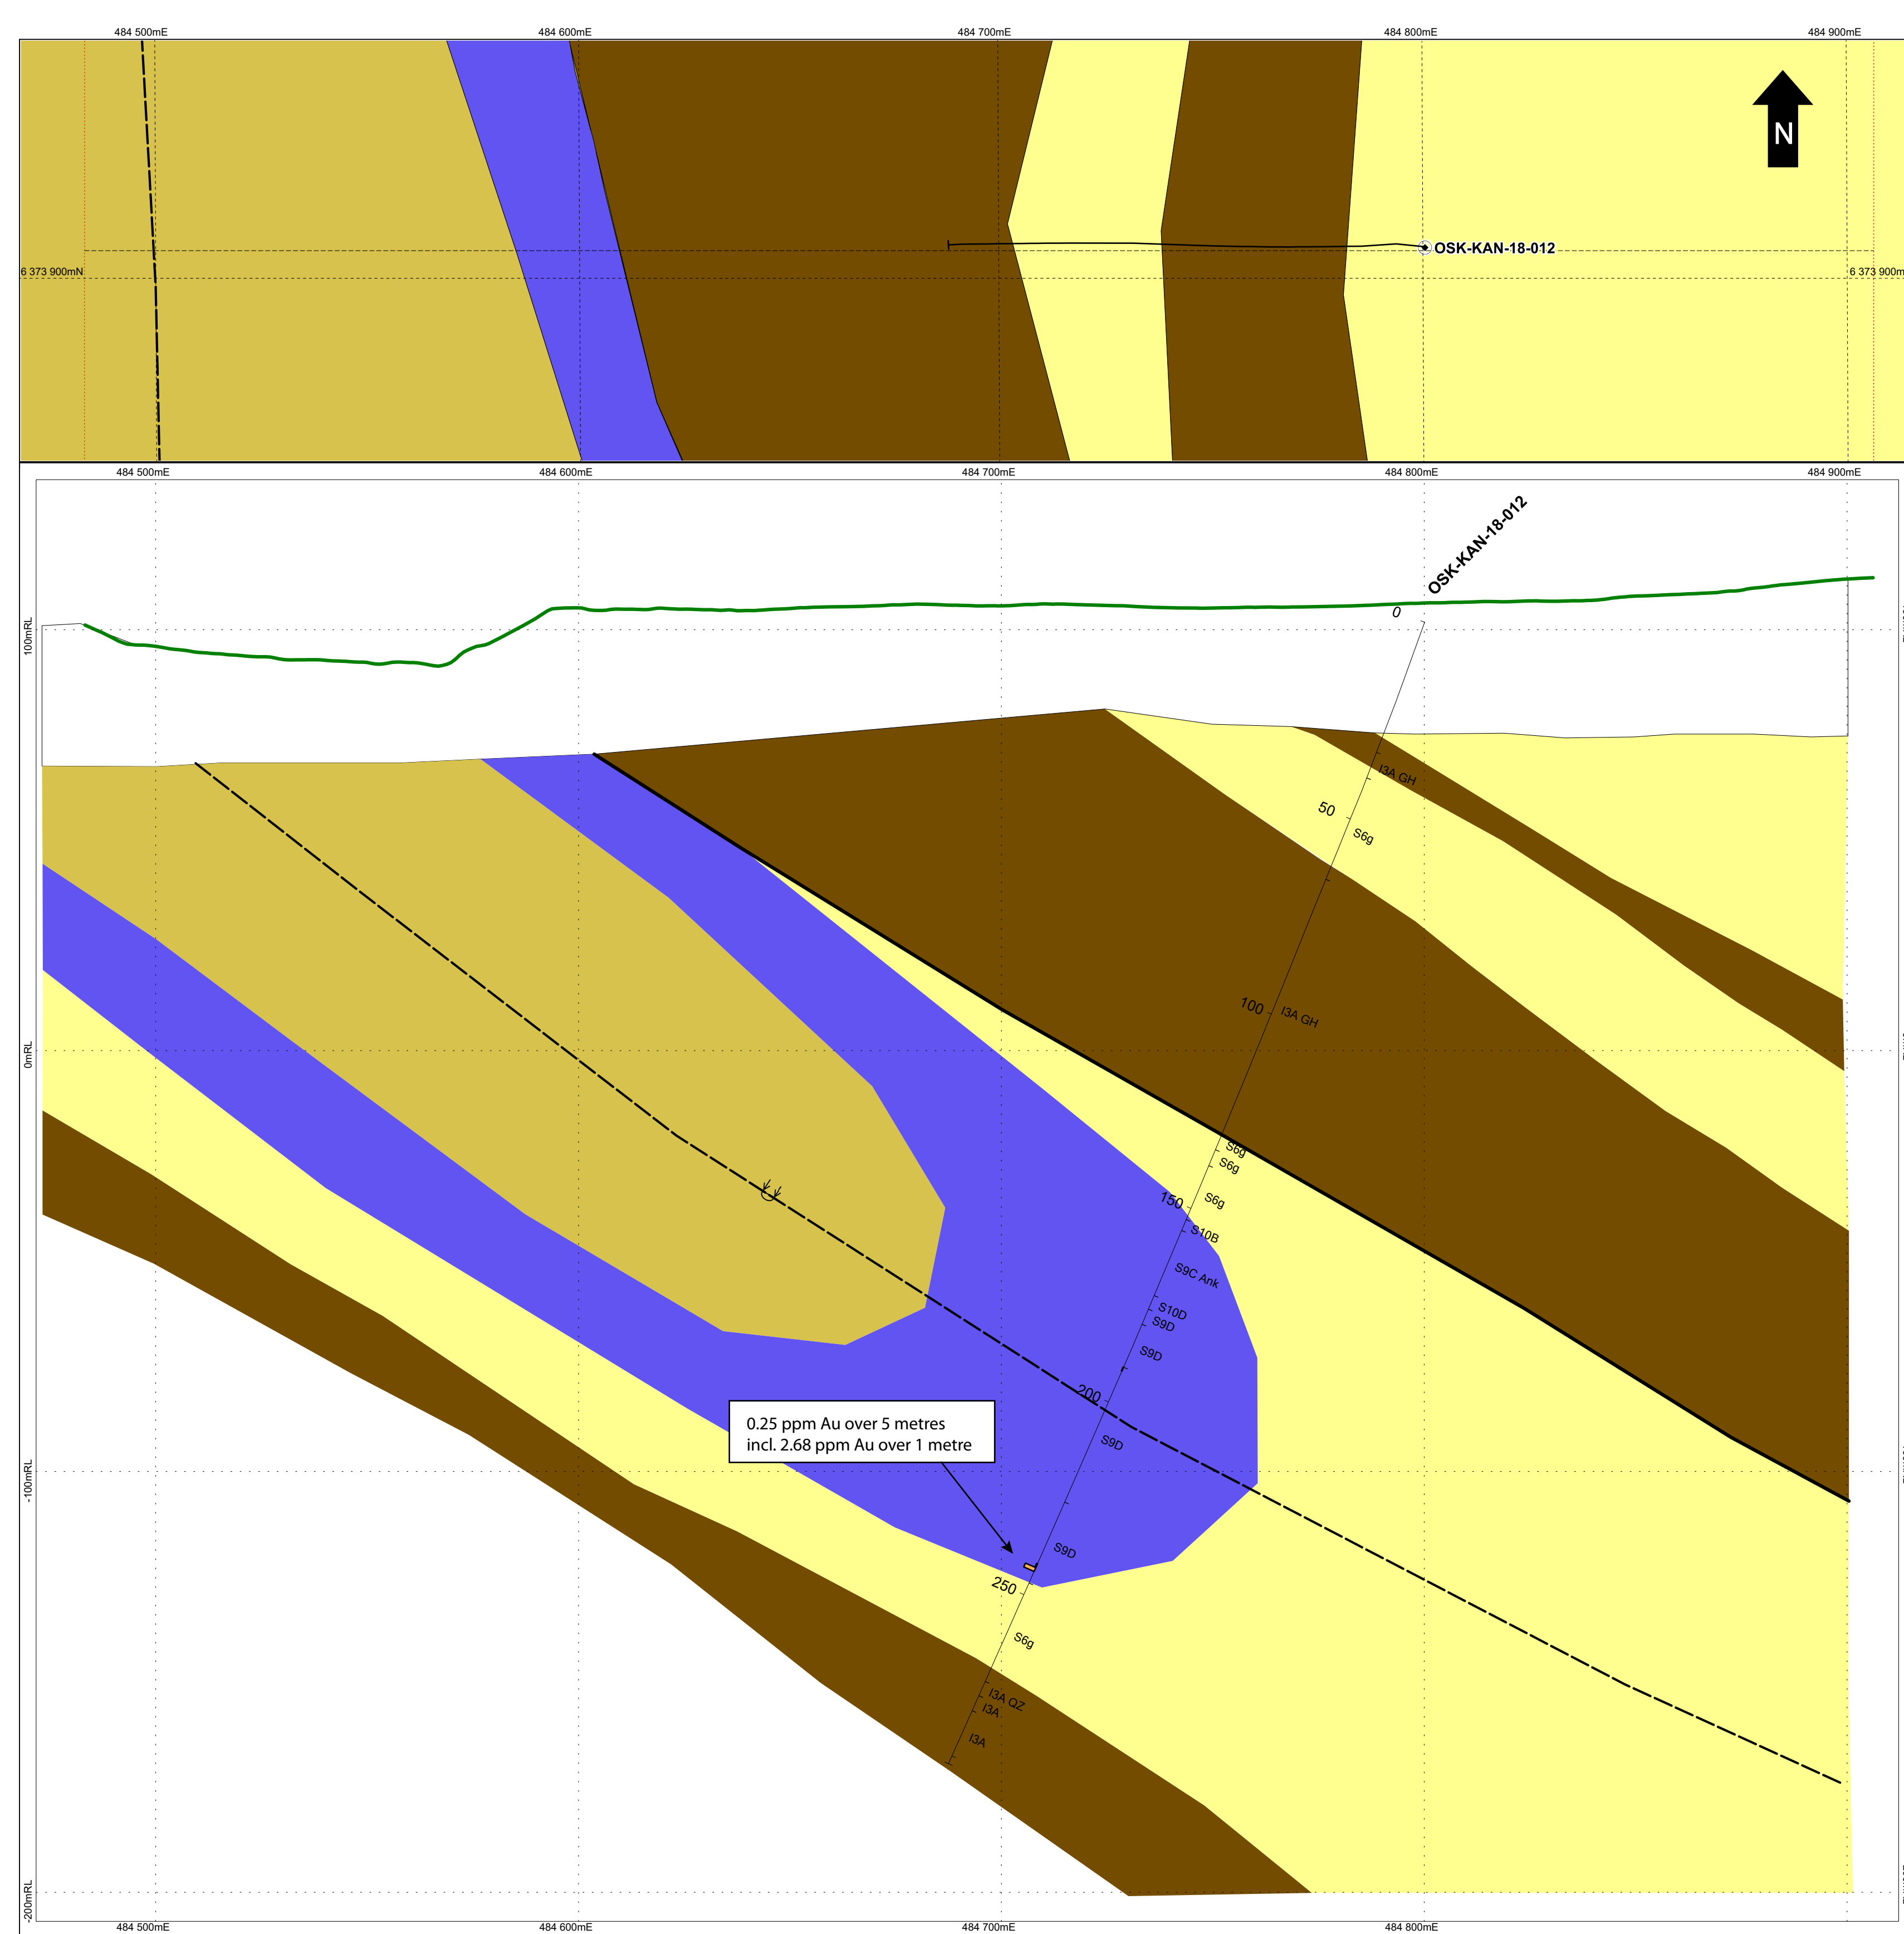 484 500mE
484 600mE
484 700mE
484 800mE
484 900mE
N
OSK-KAN-18-012
6 373 900mN
6 373 900m
484 500mE
484 600mE
484 700mE
484 800mE
484 900mE
OSK-KAN-18-012
0
100mRL
I3A GH
50
S6g
100
I3A GH
0mRL
S6g
S6g
150
S6g
S10B
S9C Ank
S10D
S9D
S9D
200
0.25 ppm Au over 5 metres
incl. 2.68 ppm Au over 1 metre
S9D
-100mRL
S9D
250
S6g
I3A QZ
I3A
I3A
-200mRL
484 500mE
484 600mE
484 700mE
484 800mE